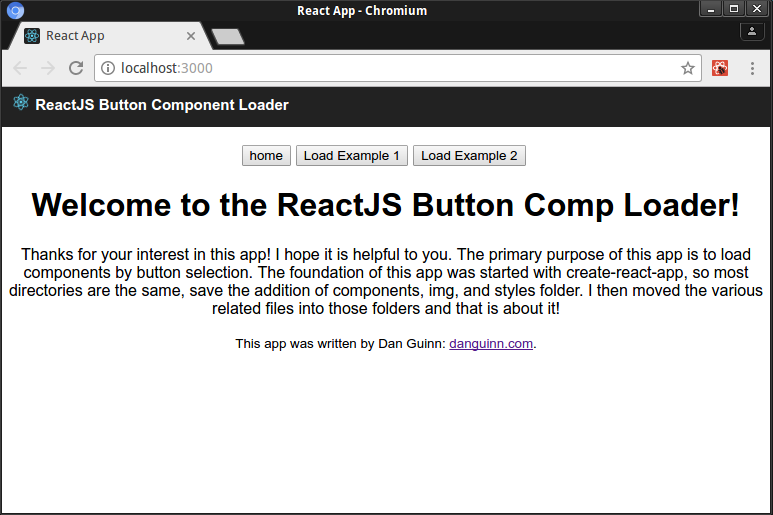 React App - Chromium
React App
localhost:3000
ReactJS Button Component Loader
home Load Example 1 Load Example 2
Welcome to the ReactJS Button Comp Loader!
Thanks for your interest in this app! I hope it is helpful to you. The primary purpose of this app is to load
components by button selection. The foundation of this app was started with create-react-app, so most
directories are the same, save the addition of components, img, and styles folder. I then moved the various
related files into those folders and that is about it!
This app was written by Dan Guinn: danguinn.com.